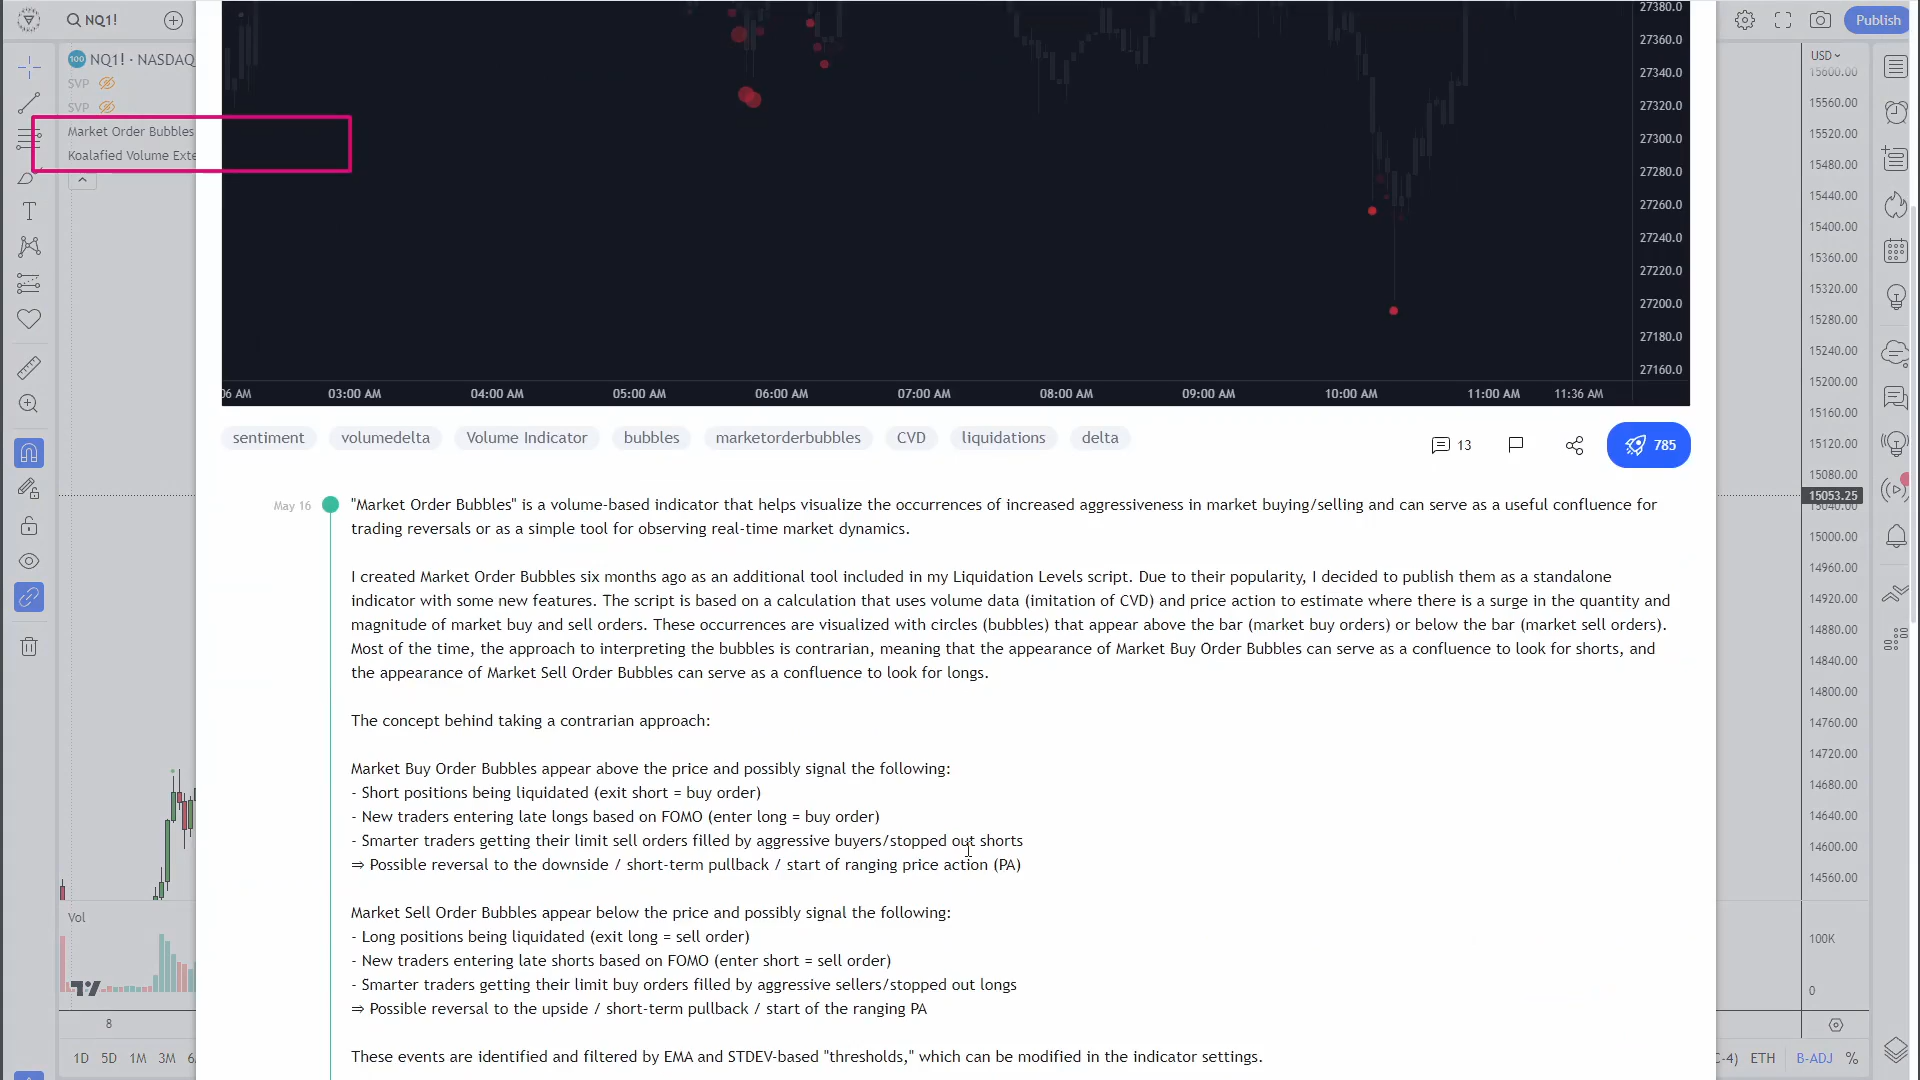 NQ1!
Publish
100 NQ1! · NASDAQ
SVP
SVP
Market Order Bubbles
Koalafied Volume Exte
27380.0
27360.0
27340.0
27320.0
27300.0
27280.0
27260.0
27240.0
27220.0
27200.0
27180.0
27160.0
06 AM 03:00 AM 04:00 AM 05:00 AM 06:00 AM 07:00 AM 08:00 AM 09:00 AM 10:00 AM 11:00 AM 11:36 AM
sentiment volumedelta Volume Indicator bubbles marketorderbubbles CVD liquidations delta
13 785
May 16 "Market Order Bubbles" is a volume-based indicator that helps visualize the occurrences of increased aggressiveness in market buying/selling and can serve as a useful confluence for
trading reversals or as a simple tool for observing real-time market dynamics.
I created Market Order Bubbles six months ago as an additional tool included in my Liquidation Levels script. Due to their popularity, I decided to publish them as a standalone
indicator with some new features. The script is based on a calculation that uses volume data (imitation of CVD) and price action to estimate where there is a surge in the quantity and
magnitude of market buy and sell orders. These occurrences are visualized with circles (bubbles) that appear above the bar (market buy orders) or below the bar (market sell orders).
Most of the time, the approach to interpreting the bubbles is contrarian, meaning that the appearance of Market Buy Order Bubbles can serve as a confluence to look for shorts, and
the appearance of Market Sell Order Bubbles can serve as a confluence to look for longs.
The concept behind taking a contrarian approach:
Market Buy Order Bubbles appear above the price and possibly signal the following:
- Short positions being liquidated (exit short = buy order)
- New traders entering late longs based on FOMO (enter long = buy order)
- Smarter traders getting their limit sell orders filled by aggressive buyers/stopped out shorts
⇒ Possible reversal to the downside / short-term pullback / start of ranging price action (PA)
Market Sell Order Bubbles appear below the price and possibly signal the following:
- Long positions being liquidated (exit long = sell order)
- New traders entering late shorts based on FOMO (enter short = sell order)
- Smarter traders getting their limit buy orders filled by aggressive sellers/stopped out longs
⇒ Possible reversal to the upside / short-term pullback / start of the ranging PA
These events are identified and filtered by EMA and STDEV-based "thresholds," which can be modified in the indicator settings.
USD
15600.00
15560.00
15520.00
15480.00
15440.00
15400.00
15360.00
15320.00
15280.00
15240.00
15200.00
15160.00
15120.00
15080.00
15053.25
15040.00
15000.00
14960.00
14920.00
14880.00
14840.00
14800.00
14760.00
14720.00
14680.00
14640.00
14600.00
14560.00
100K
0
Vol
8
1D 5D 1M 3M 6
C-4) ETH B-ADJ %